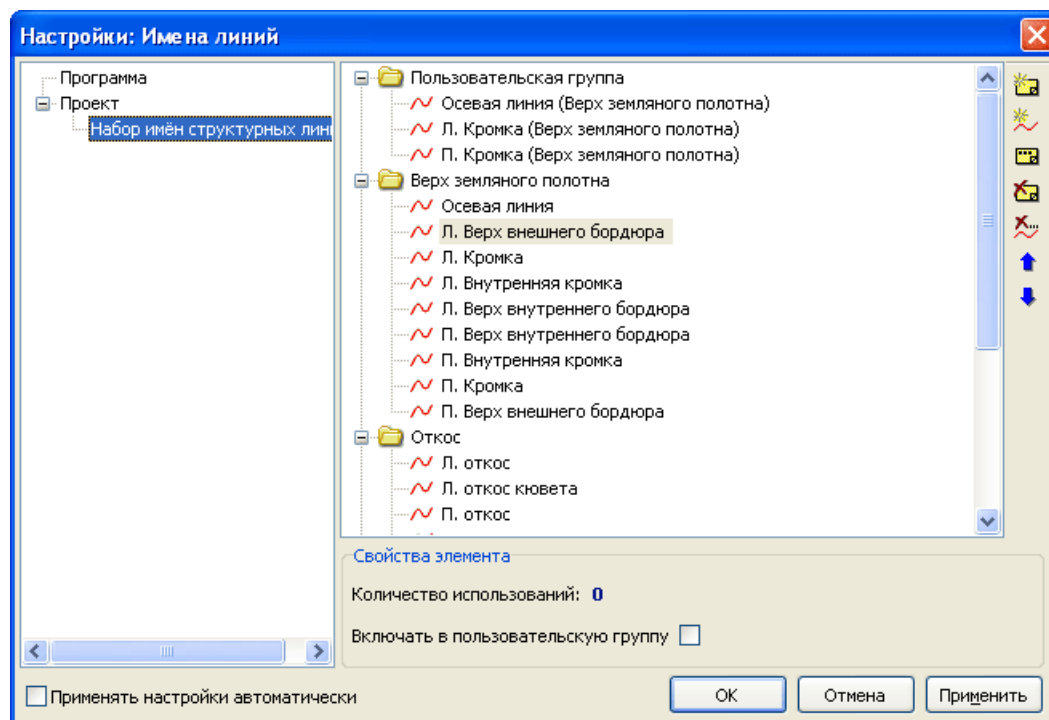 Настройки: Имена линий
Программа
Проект
Набор имён структурных лин
Пользовательская группа
Осевая линия (Верх земляного полотна)
Л. Кромка (Верх земляного полотна)
П. Кромка (Верх земляного полотна)
Верх земляного полотна
Осевая линия
Л. Верх внешнего бордюра
Л. Кромка
Л. Внутренняя кромка
Л. Верх внутреннего бордюра
П. Верх внутреннего бордюра
П. Внутренняя кромка
П. Кромка
П. Верх внешнего бордюра
Откос
Л. откос
Л. откос кювета
П. откос
Свойства элемента
Количество использований: 0
Включать в пользовательскую группу
Применять настройки автоматически
ОК
Отмена
Применить